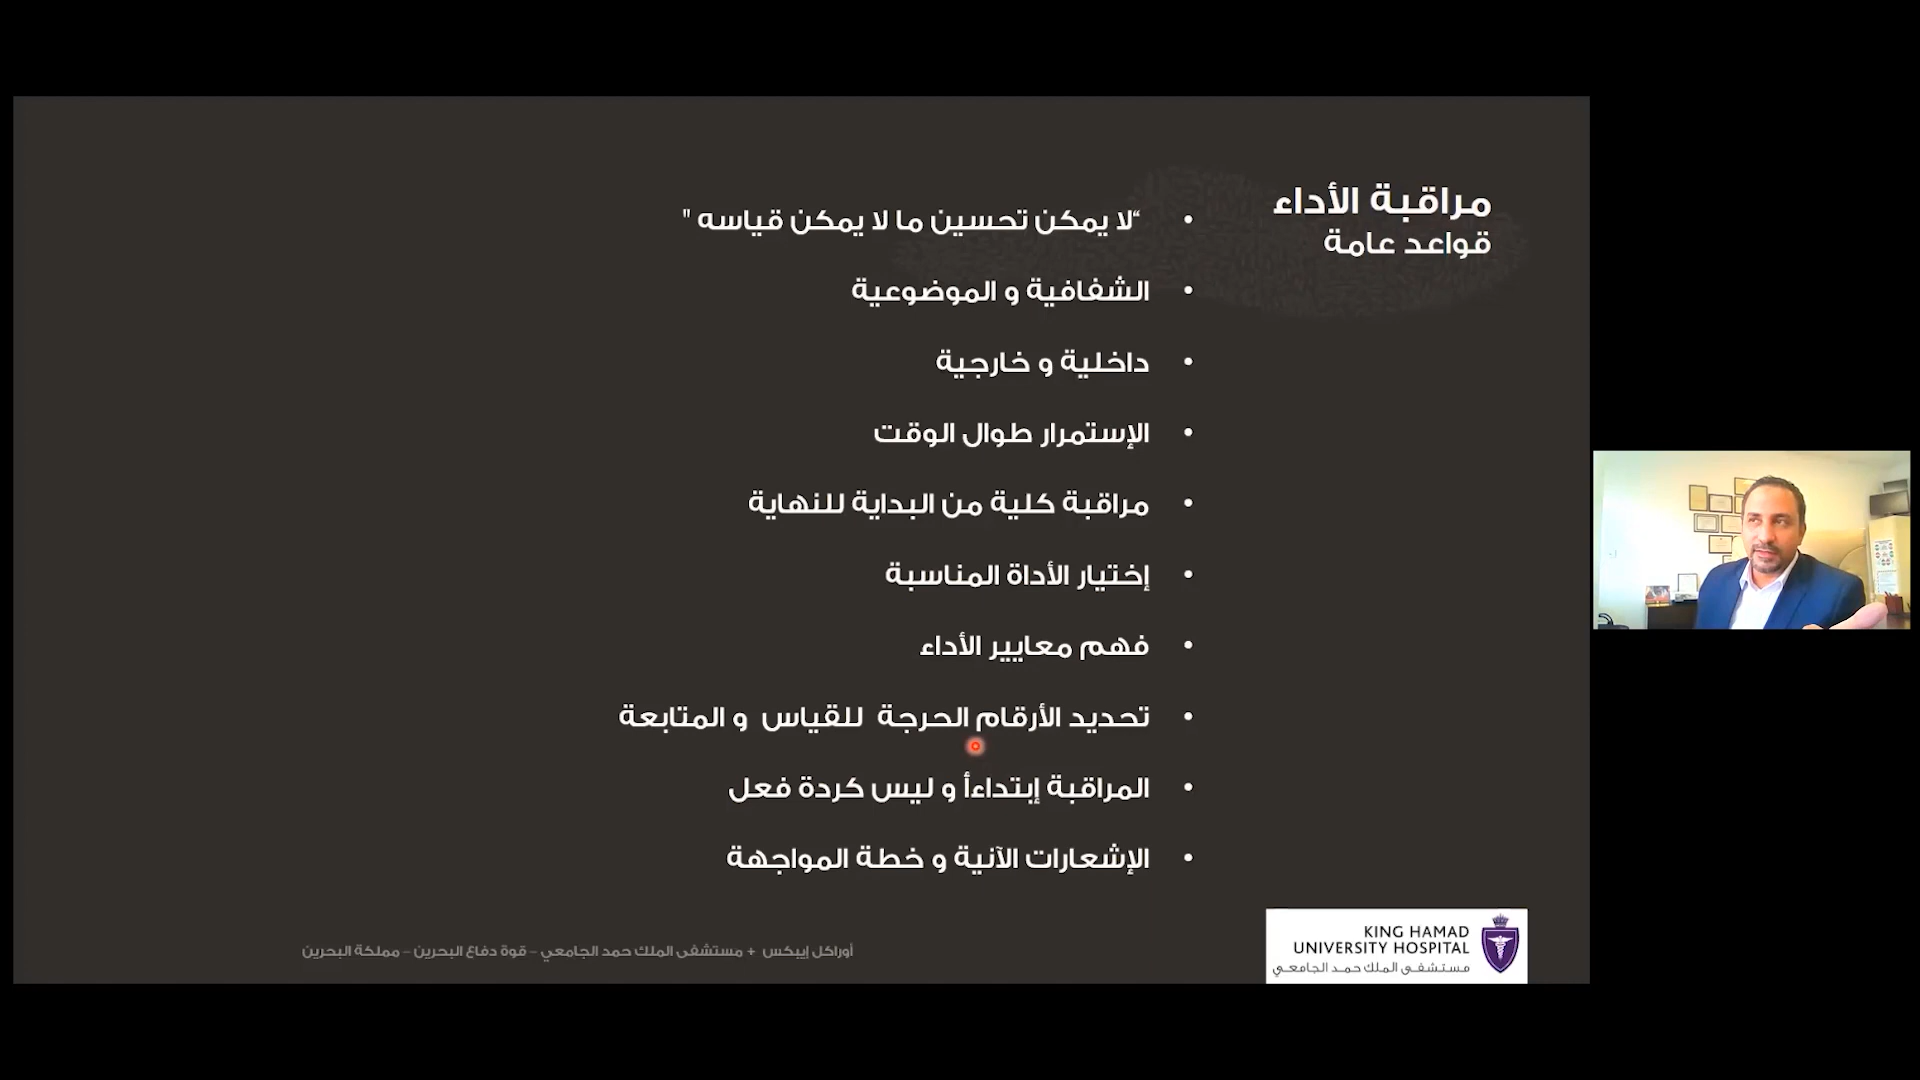 مراقبة الأداء
قواعد عامة
• “لا يمكن تحسين ما لا يمكن قياسه "
• الشفافية و الموضوعية
• داخلية و خارجية
• الإستمرار طوال الوقت
• مراقبة كلية من البداية للنهاية
• إختيار الأداة المناسبة
• فهم معايير الأداء
• تحديد الأرقام الحرجة للقياس و المتابعة
• المراقبة إبتداءأ و ليس كردة فعل
• الإشعارات الآنية و خطة المواجهة
أوراكل إيبكس + مستشفى الملك حمد الجامعي – قوة دفاع البحرين – مملكة البحرين
KING HAMAD
UNIVERSITY HOSPITAL
مستشفى الملك حمد الجامعي